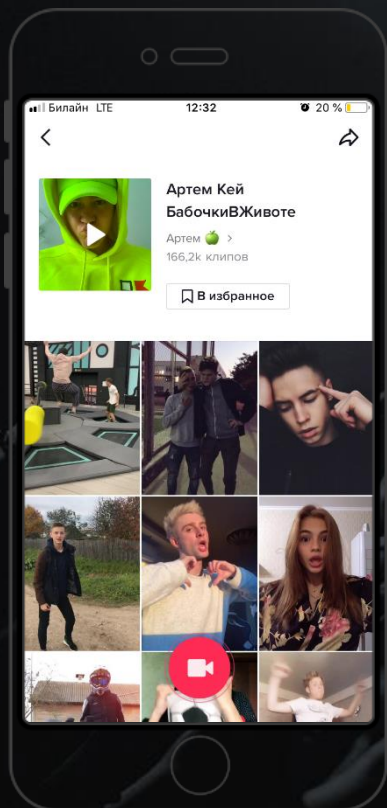 Билайн LTE 12:32 20 %
Артем Кей
БабочкиВЖивоте
Артем
166,2k клипов
В избранное